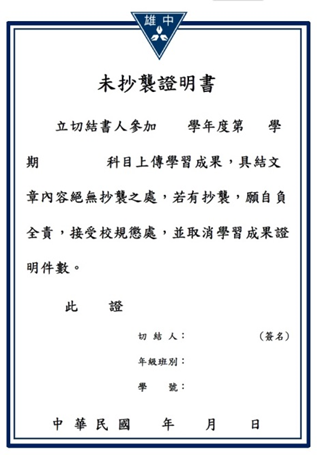 雄中
未抄襲證明書
立切結書人參加　　學年度第　學
期　　　　科目上傳學習成果，具結文
章內容絕無抄襲之處，若有抄襲，願自負
全責，接受校規懲處，並取消學習成果證
明件數。
此　證
切 結 人：　　　　　(簽名)
年級班別：
學　　號：
中 華 民 國　　年　　月　　日